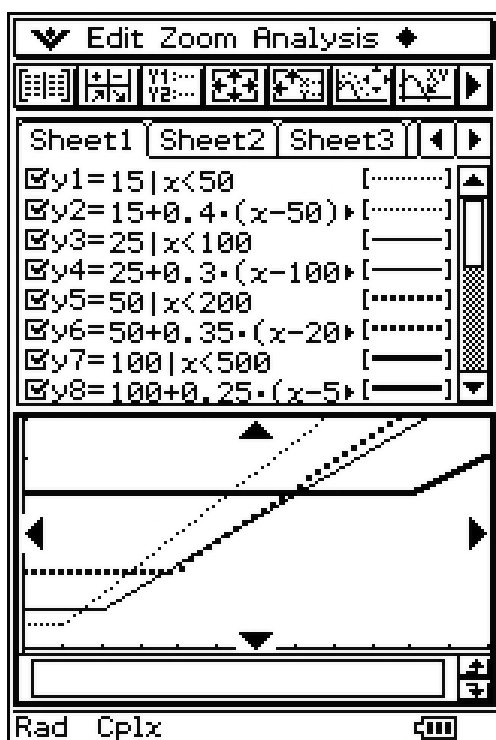 Edit Zoom Analysis
Y1:···
Y2:···
Sheet1 Sheet2 Sheet3
y1=15|x<50
y2=15+0.4·(x-50)
y3=25|x<100
y4=25+0.3·(x-100
y5=50|x<200
y6=50+0.35·(x-20
y7=100|x<500
y8=100+0.25·(x-5
Rad Cplx